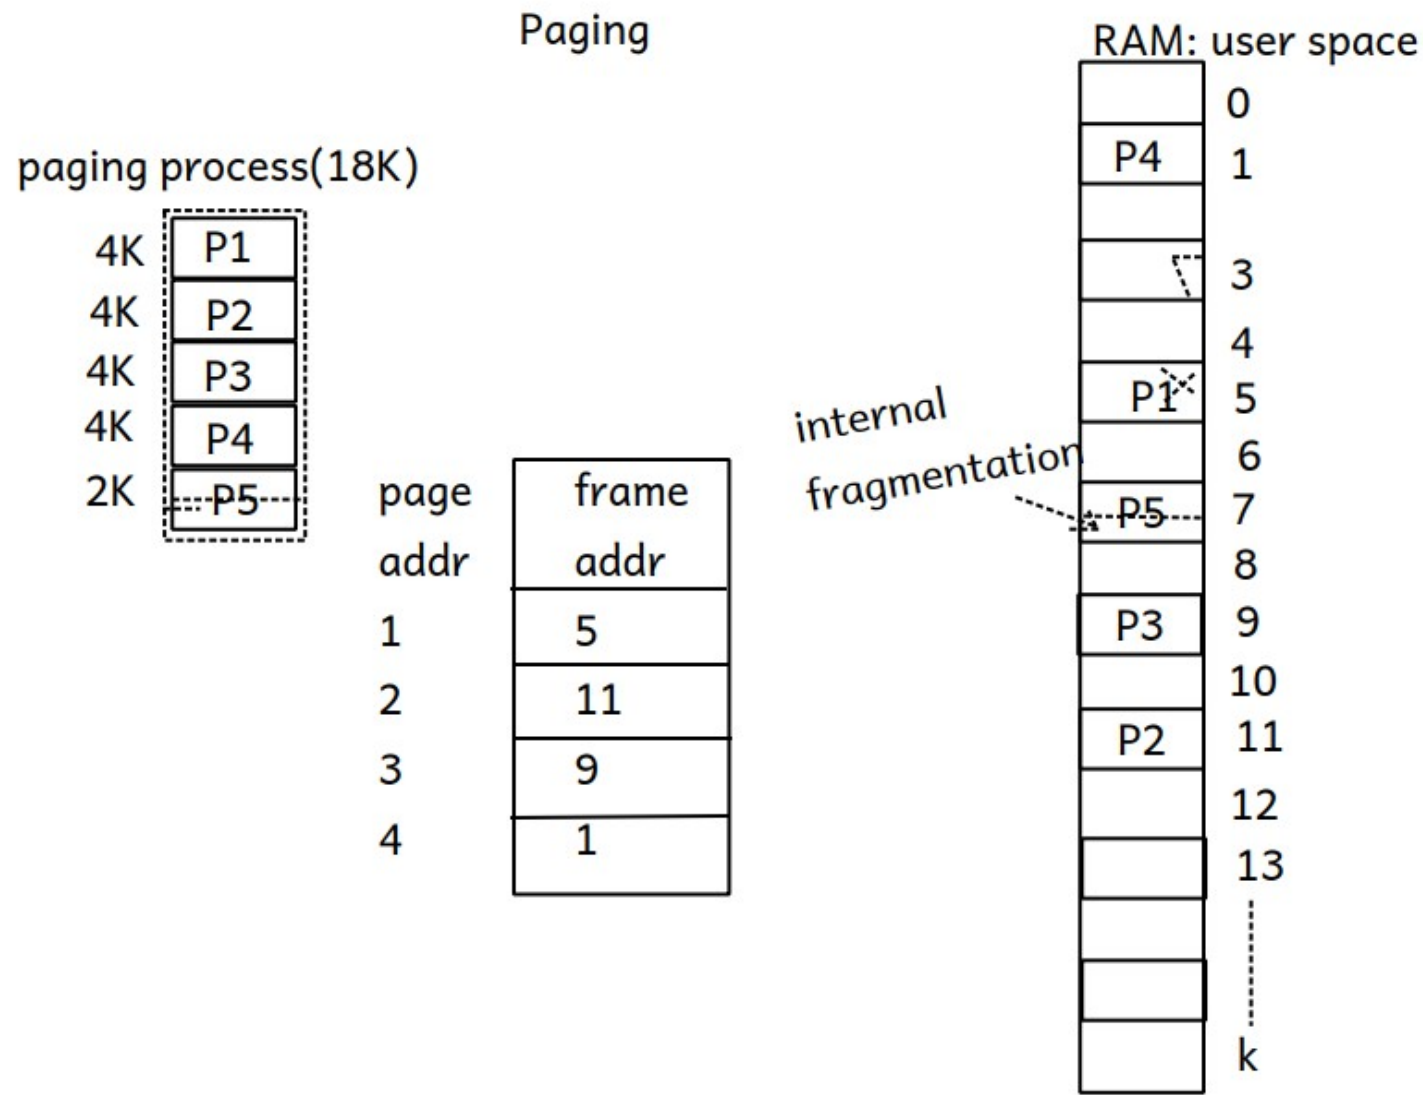 Paging
RAM: user space
paging process(18K)
4K P1
4K P2
4K P3
4K P4
2K P5
page frame
addr addr
1 5
2 11
3 9
4 1
internal
fragmentation
0
P4 1
3
4
P1 5
6
P5 7
8
P3 9
10
P2 11
12
13
k